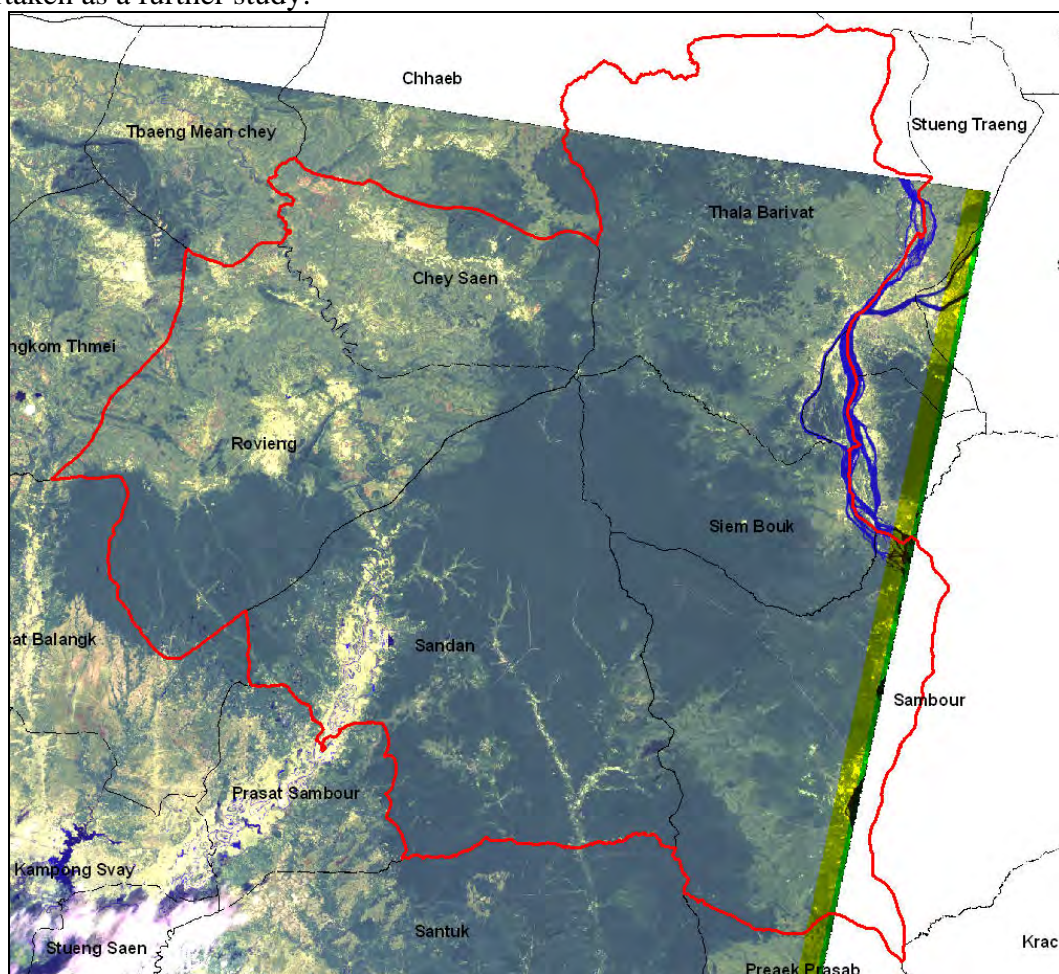 taken as a further study.
Chhaeb
Tbaeng Mean chey
Stueng Traeng
Thala Barivat
Chey Saen
ngkom Thmei
Rovieng
Siem Bouk
sat Balangk
Sandan
Sambour
Prasat Sambour
Kampong Svay
Stueng Saen
Santuk
Krac
Preaek Prasab